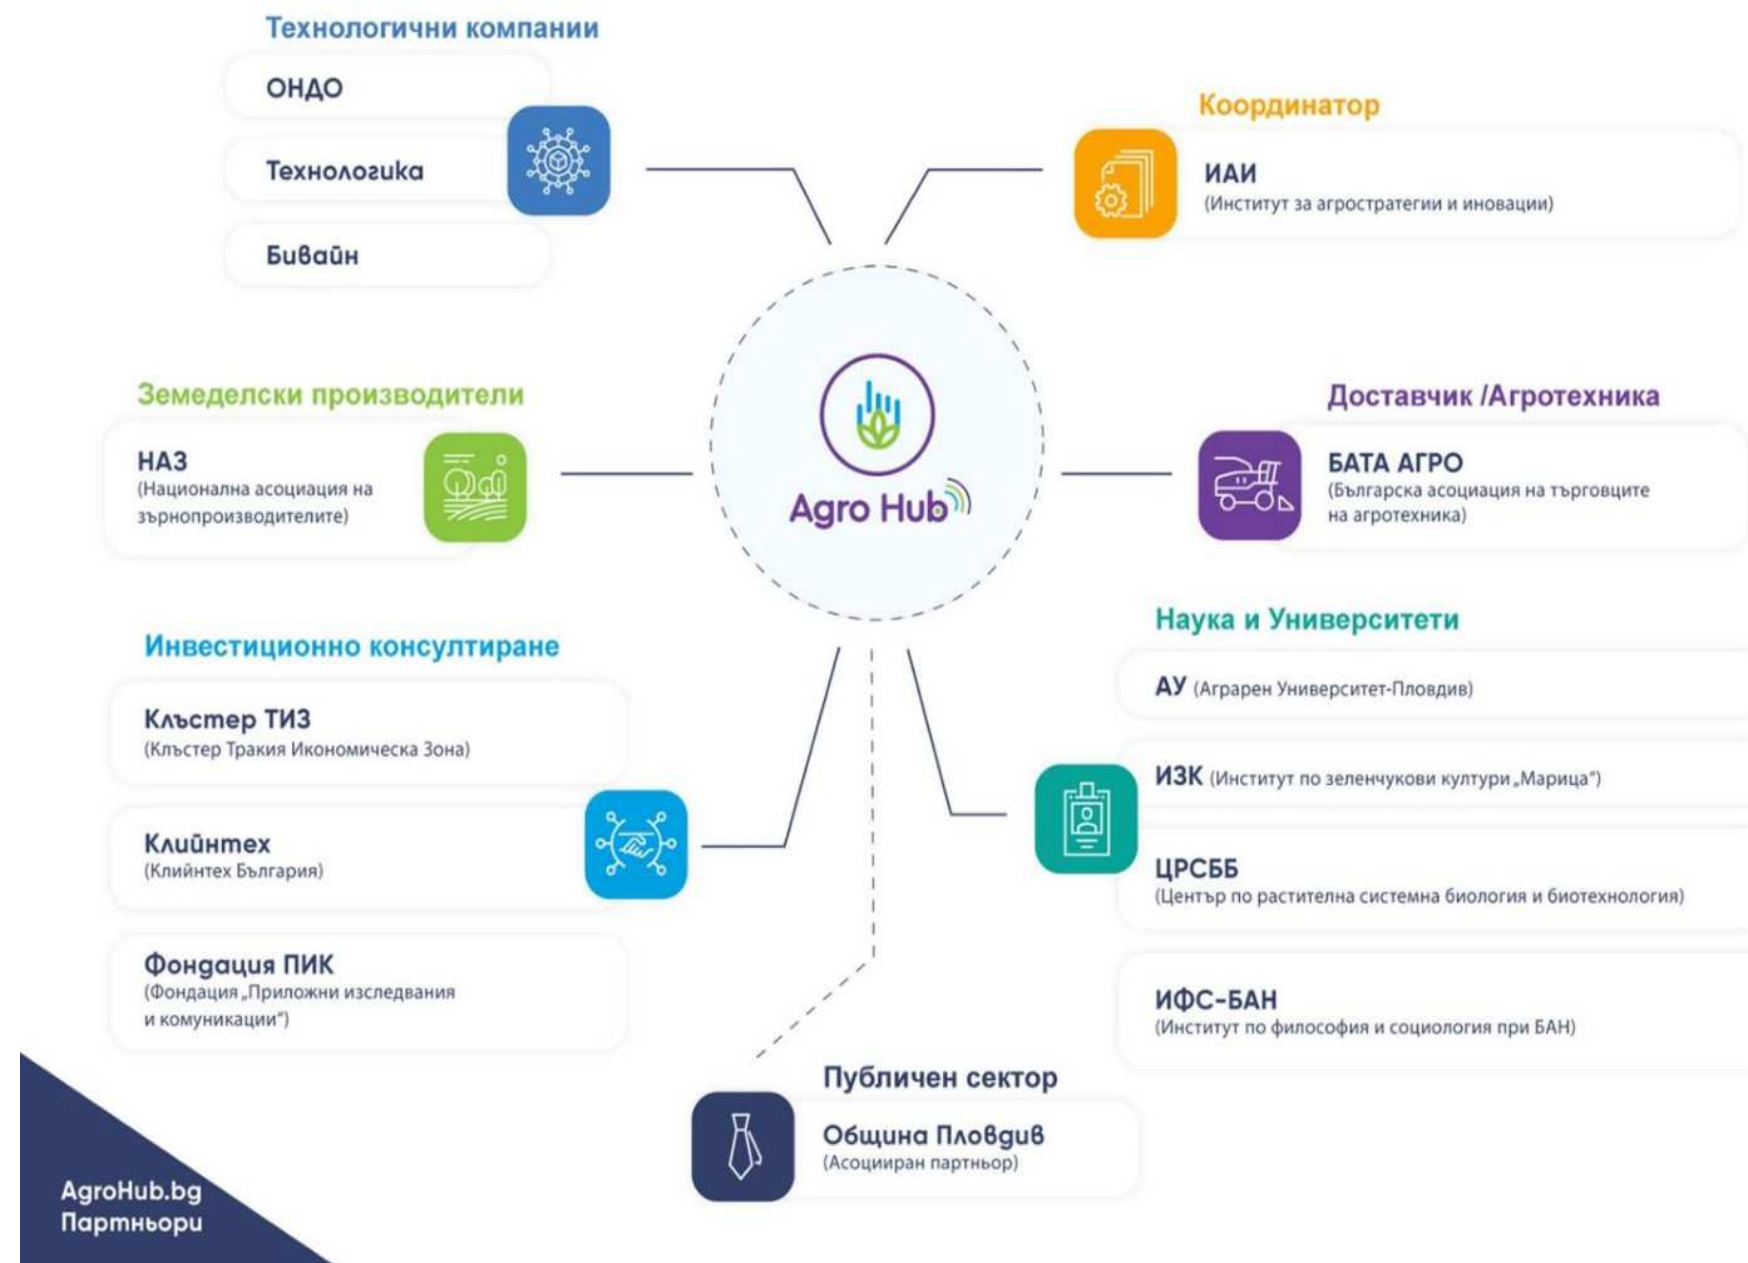 Технологични компании
ОНДО
Технологика
Бивайн
Координатор
ИАИ
(Институт за агростратегии и иновации)
Земеделски производители
НАЗ
(Национална асоциация на
зърнопроизводителите)
Agro Hub
Доставчик /Агротехника
БАТА АГРО
(Българска асоциация на търговците
на агротехника)
Инвестиционно консултиране
Клъстер ТИЗ
(Клъстер Тракия Икономическа Зона)
Клийнтех
(Клийнтех България)
Фондация ПИК
(Фондация „Приложни изследвания
и комуникации“)
Наука и Университети
АУ (Аграрен Университет-Пловдив)
ИЗК (Институт по зеленчукови култури „Марица“)
ЦРСББ
(Център по растителна системна биология и биотехнология)
ИФС-БАН
(Институт по философия и социология при БАН)
Публичен сектор
Община Пловдив
(Асоцииран партньор)
AgroHub.bg
Партньори